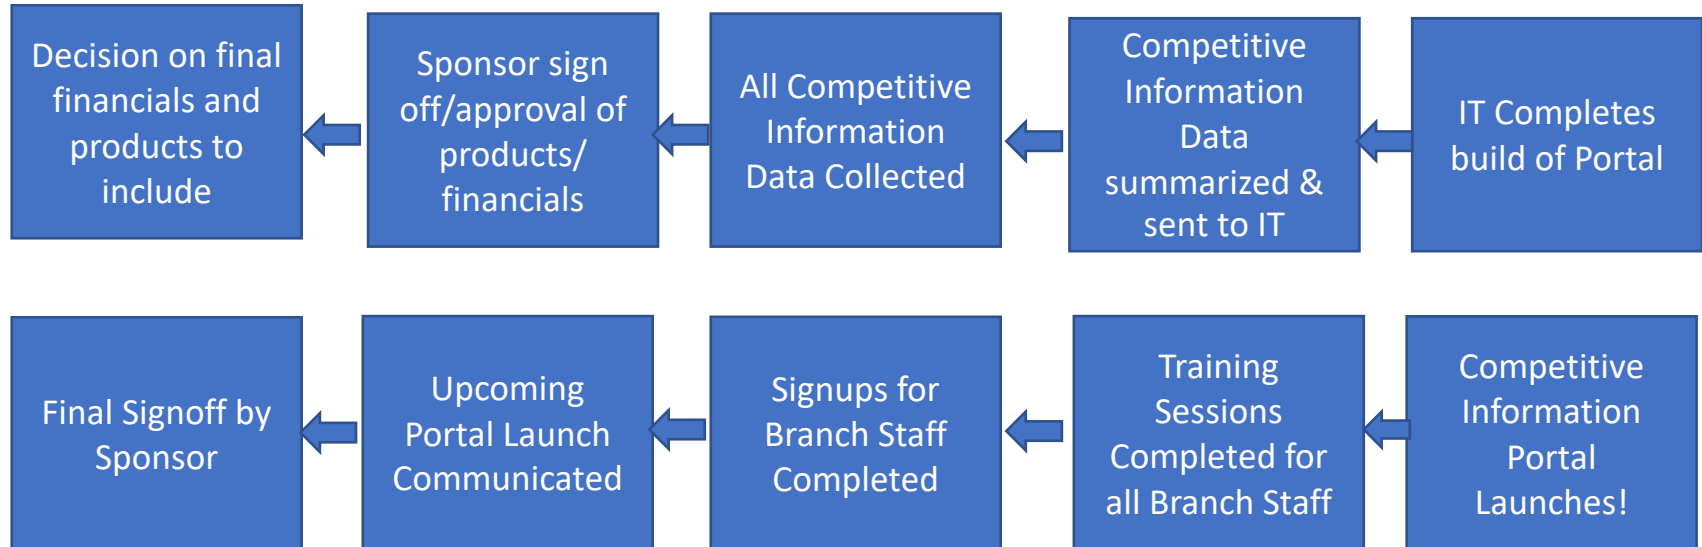 Decision on final
financials and
products to
include
Sponsor sign
off/approval of
products/
financials
All Competitive
Information
Data Collected
Competitive
Information
Data
summarized &
sent to IT
IT Completes
build of Portal
Final Signoff by
Sponsor
Upcoming
Portal Launch
Communicated
Signups for
Branch Staff
Completed
Training
Sessions
Completed for
all Branch Staff
Competitive
Information
Portal
Launches!